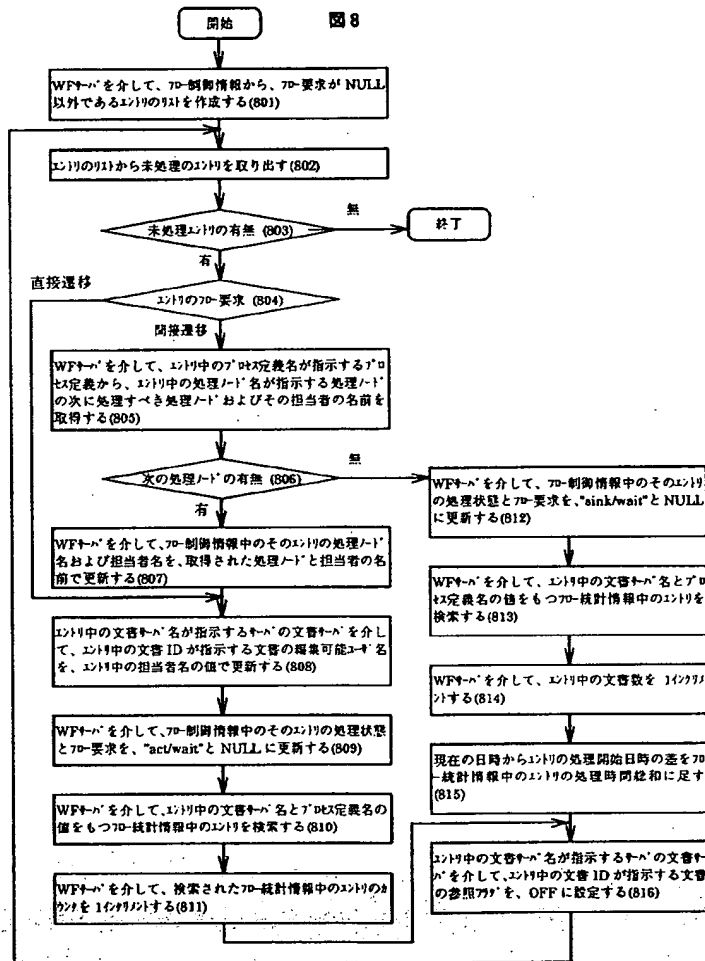 図8
開始
WFサーバを介して、フロー制御情報から、フロー要求が NULL
以外であるエントリのリストを作成する(801)
エントリのリストから未処理のエントリを取り出す(802)
未処理エントリの有無 (803)
無
終了
有
直接遷移
エントリのフロー要求 (804)
間接遷移
WFサーバを介して、エントリ中のプロセス定義名が指示するプロ
セス定義から、エントリ中の処理ノード名が指示する処理ノード
の次に処理すべき処理ノードおよびその担当者の名前を
取得する(805)
次の処理ノードの有無 (806)
無
有
WFサーバを介して、フロー制御情報中のそのエントリの処理ノード
名および担当者名を、取得された処理ノードと担当者の名
前で更新する(807)
エントリ中の文書サーバ名が指示するサーバの文書サーバを介し
て、エントリ中の文書 ID が指示する文書の編集可能ユーザ名
を、エントリ中の担当者名の値で更新する(808)
WFサーバを介して、フロー制御情報中のそのエントリの処理状態
とフロー要求を、"act/wait"と NULL に更新する(809)
WFサーバを介して、エントリ中の文書サーバ名とプロセス定義名の
値をもつフロー統計情報中のエントリを検索する(810)
WFサーバを介して、検索されたフロー統計情報中のエントリのカ
ウンタを 1インクリメントする(811)
WFサーバを介して、フロー制御情報中のそのエントリ
の処理状態とフロー要求を、"sink/wait"と NULL
に更新する(812)
WFサーバを介して、エントリ中の文書サーバ名とプロ
セス定義名の値をもつフロー統計情報中のエントリを
検索する(813)
WFサーバを介して、エントリ中の文書数を 1インクリメ
ントする(814)
現在の日時からエントリの処理開始日時の差をフロ
ー統計情報中のエントリの処理時間総和に足す
(815)
エントリ中の文書サーバ名が指示するサーバの文書サー
バを介して、エントリ中の文書 ID が指示する文書
の参照フラグを、OFF に設定する(816)